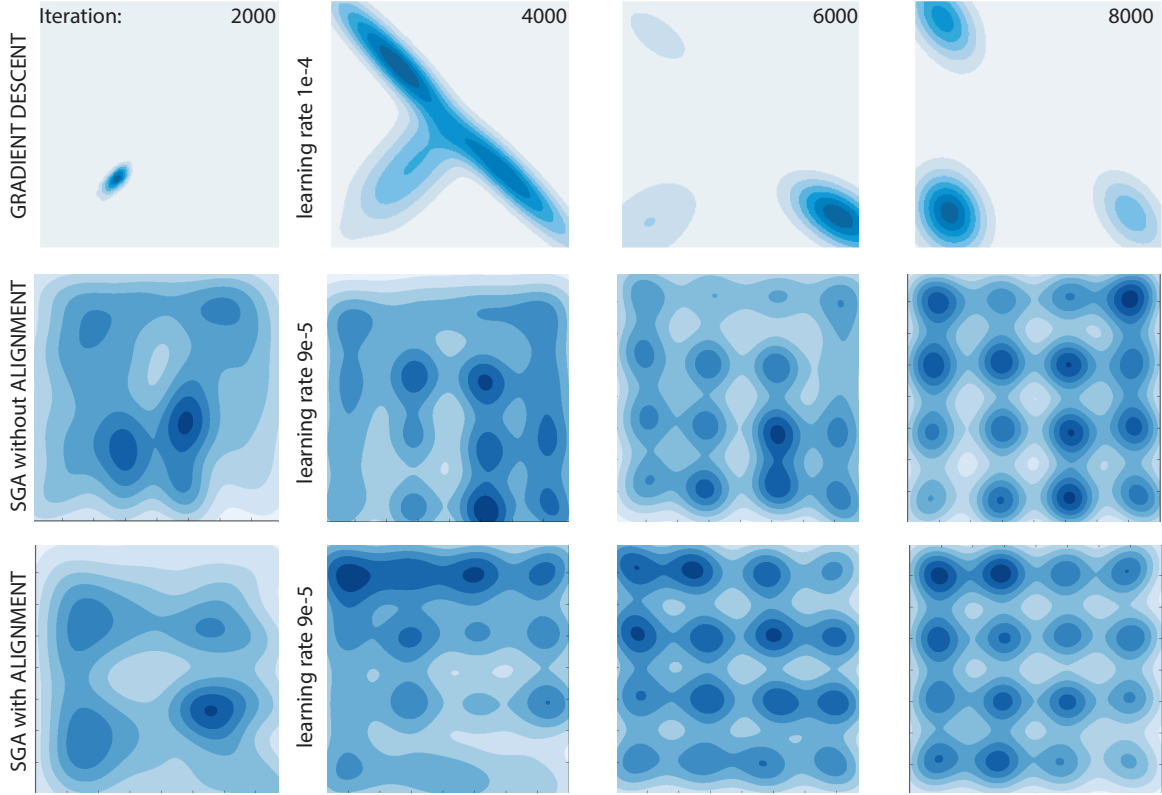 Iteration: 2000
4000
6000
8000
GRADIENT DESCENT
learning rate 1e-4
SGA without ALIGNMENT
learning rate 9e-5
SGA with ALIGNMENT
learning rate 9e-5